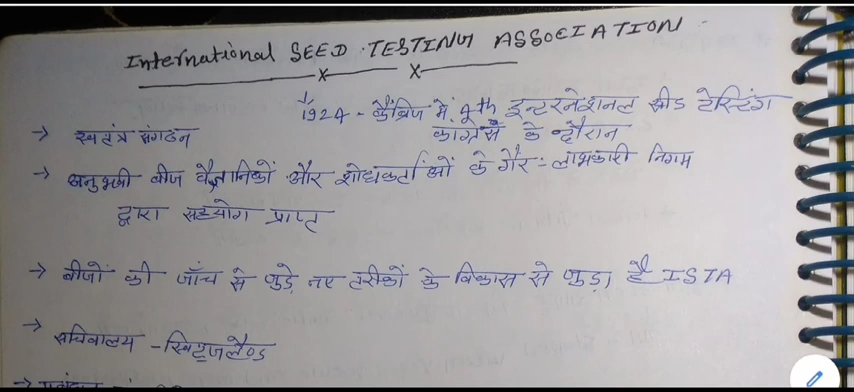 International SEED TESTING ASSOCIATION
1924 - कैंब्रिज में 4th इन्टरनेशनल सीड टेस्टिंग
→ स्वतंत्र संगठन कांग्रेस के दौरान
→ अनुभवी बीज वैज्ञानिकों और शोधकर्ताओं के गैर-लाभकारी निगम
द्वारा सहयोग प्राप्त
→ बीजों की जाँच से जुड़े नए तरीकों के विकास से जुड़ा है ISTA
→ सचिवालय - स्विट्जलैण्ड